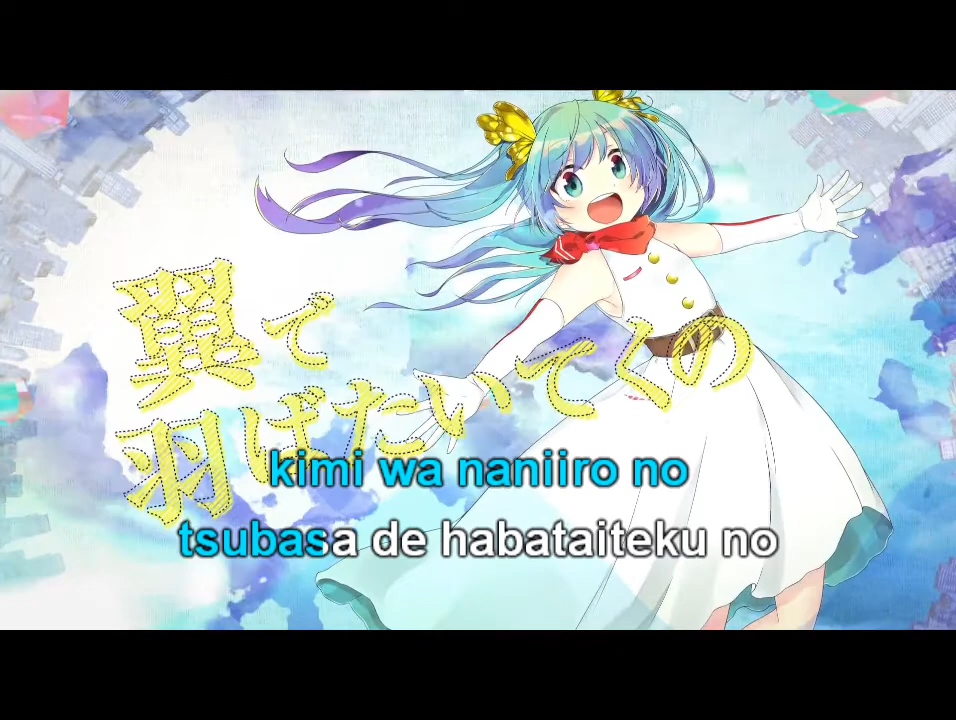 翼で
羽ばたいてくの
kimi wa naniiro no
tsubasa de habataiteku no